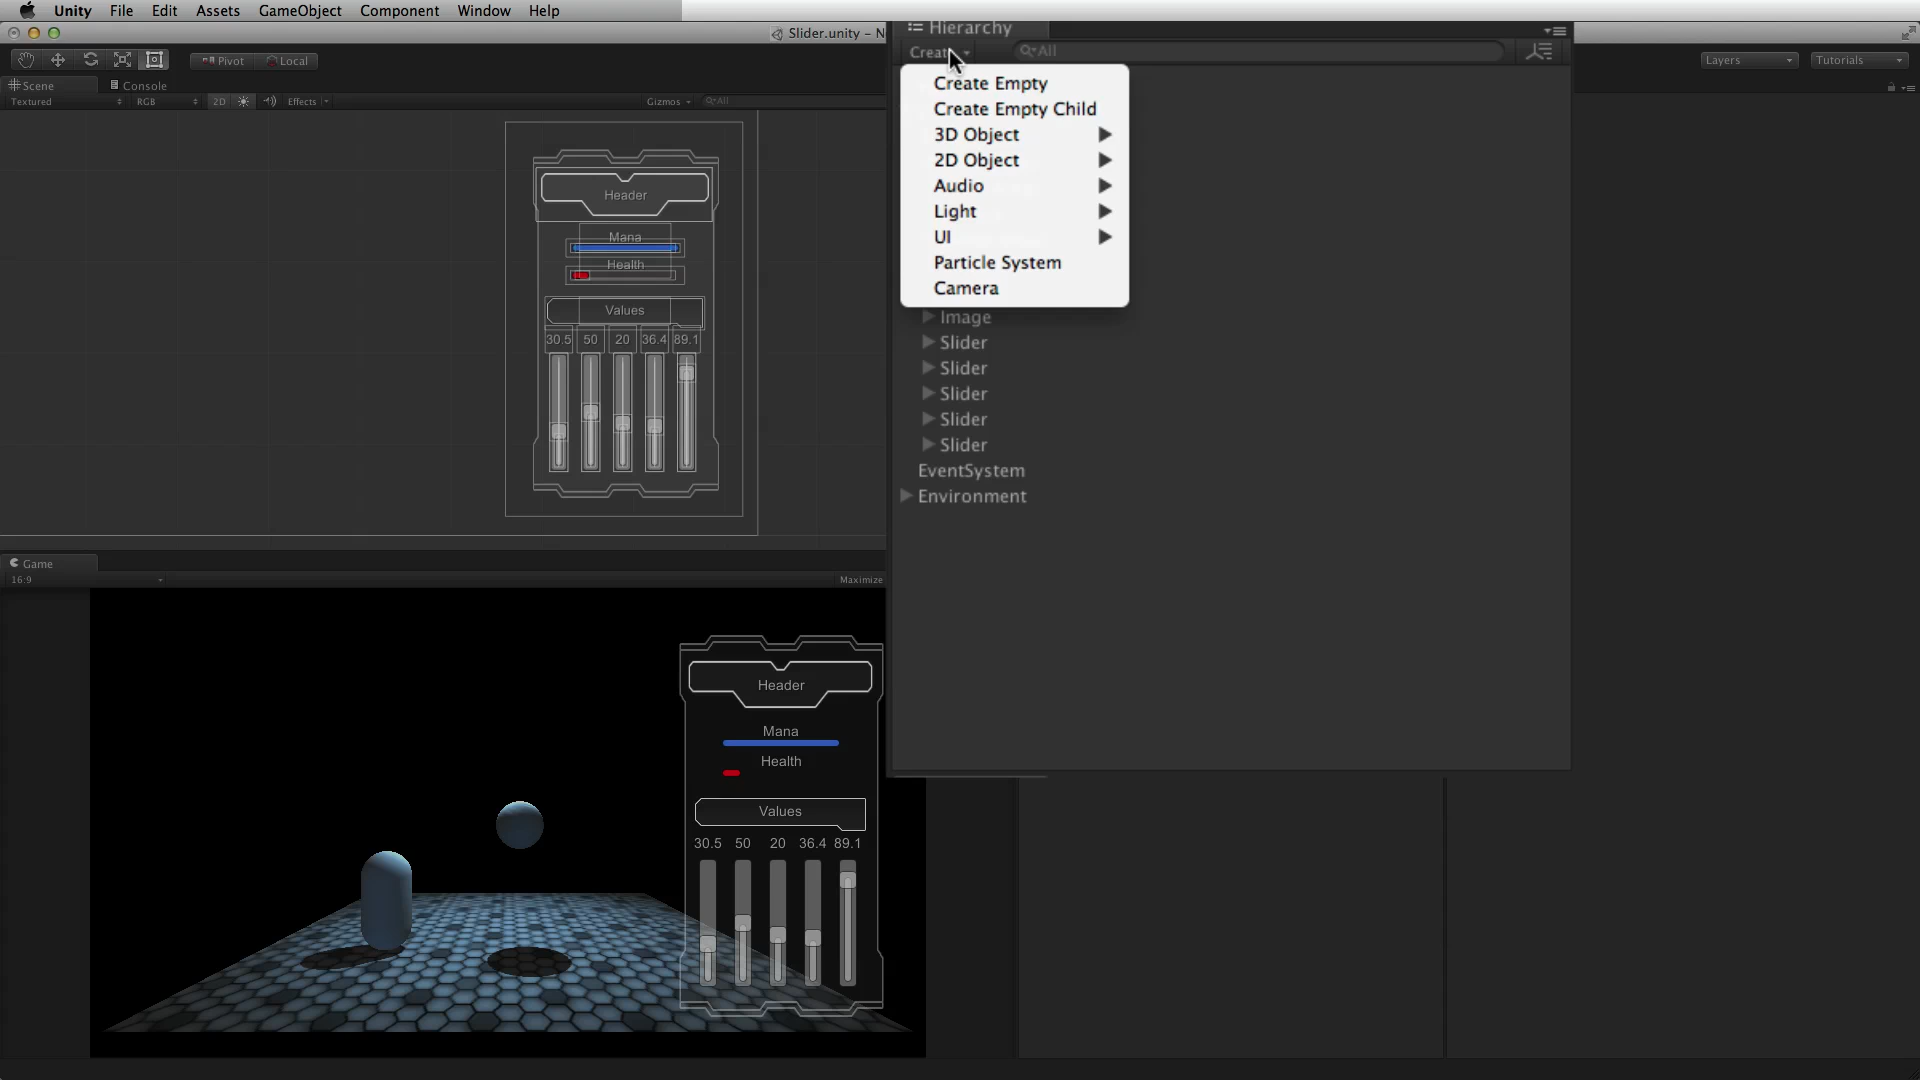 Unity File Edit Assets GameObject Component Window Help
Slider.unity – N
Pivot Local
Layers
Tutorials
Scene
Console
Textured RGB 2D Effects Gizmos All
Header
Mana
Health
Values
30.5 50 20 36.4 89.1
Hierarchy
Creat All
Create Empty
Create Empty Child
3D Object
2D Object
Audio
Light
UI
Particle System
Camera
Image
Slider
Slider
Slider
Slider
Slider
EventSystem
Environment
Game
16:9
Maximize
Header
Mana
Health
Values
30.5 50 20 36.4 89.1